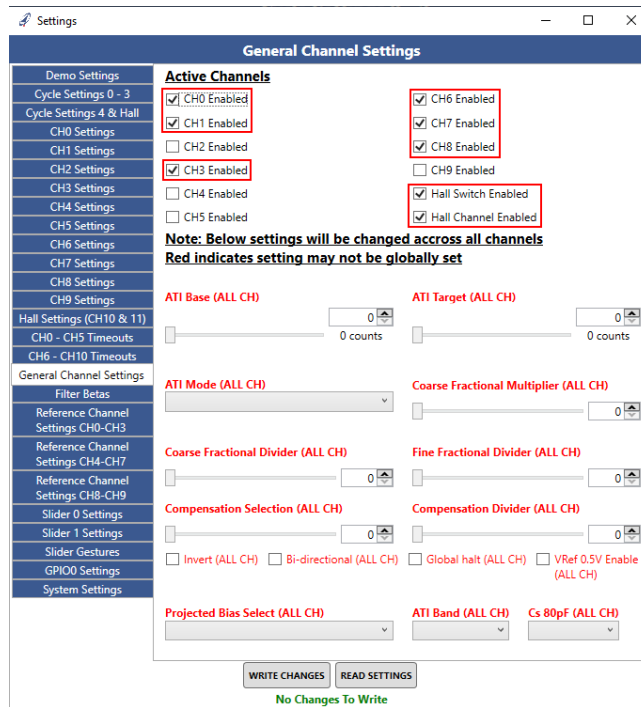 Settings
General Channel Settings
Demo Settings
Cycle Settings 0 - 3
Cycle Settings 4 & Hall
CH0 Settings
CH1 Settings
CH2 Settings
CH3 Settings
CH4 Settings
CH5 Settings
CH6 Settings
CH7 Settings
CH8 Settings
CH9 Settings
Hall Settings (CH10 & 11)
CH0 - CH5 Timeouts
CH6 - CH10 Timeouts
General Channel Settings
Filter Betas
Reference Channel
Settings CH0-CH3
Reference Channel
Settings CH4-CH7
Reference Channel
Settings CH8-CH9
Slider 0 Settings
Slider 1 Settings
Slider Gestures
GPIO0 Settings
System Settings
Active Channels
CH0 Enabled
CH1 Enabled
CH2 Enabled
CH3 Enabled
CH4 Enabled
CH5 Enabled
CH6 Enabled
CH7 Enabled
CH8 Enabled
CH9 Enabled
Hall Switch Enabled
Hall Channel Enabled
Note: Below settings will be changed accross all channels
Red indicates setting may not be globally set
ATI Base (ALL CH)
0
0 counts
ATI Target (ALL CH)
0
0 counts
ATI Mode (ALL CH)
Coarse Fractional Multiplier (ALL CH)
0
Coarse Fractional Divider (ALL CH)
0
Fine Fractional Divider (ALL CH)
0
Compensation Selection (ALL CH)
0
Compensation Divider (ALL CH)
0
Invert (ALL CH)
Bi-directional (ALL CH)
Global halt (ALL CH)
VRef 0.5V Enable
(ALL CH)
Projected Bias Select (ALL CH)
ATI Band (ALL CH)
Cs 80pF (ALL CH)
WRITE CHANGES
READ SETTINGS
No Changes To Write